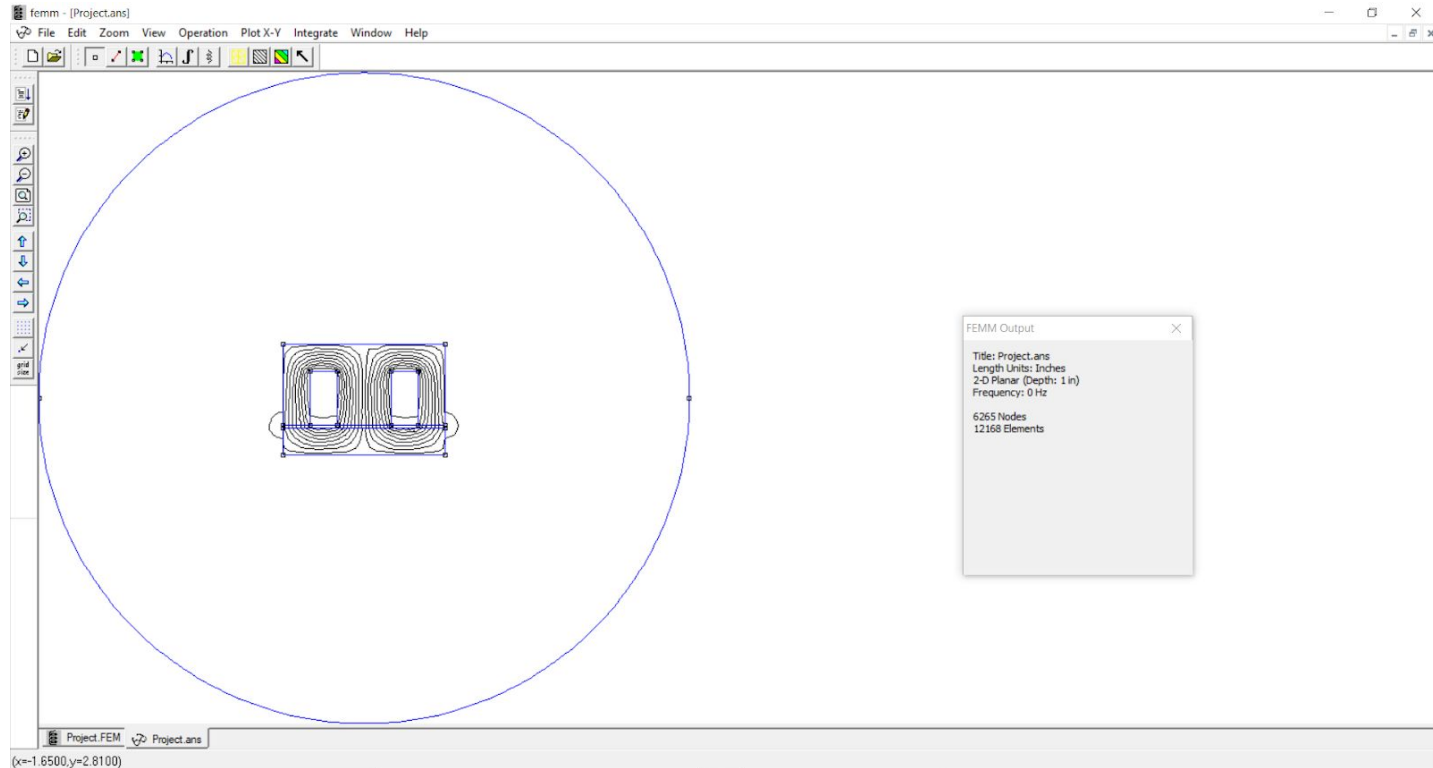 femm - [Project.ans]
File Edit Zoom View Operation Plot X-Y Integrate Window Help
grid
size
FEMM Output
Title: Project.ans
Length Units: Inches
2-D Planar (Depth: 1 in)
Frequency: 0 Hz
6265 Nodes
12168 Elements
Project.FEM Project.ans
(x=-1.6500,y=2.8100)